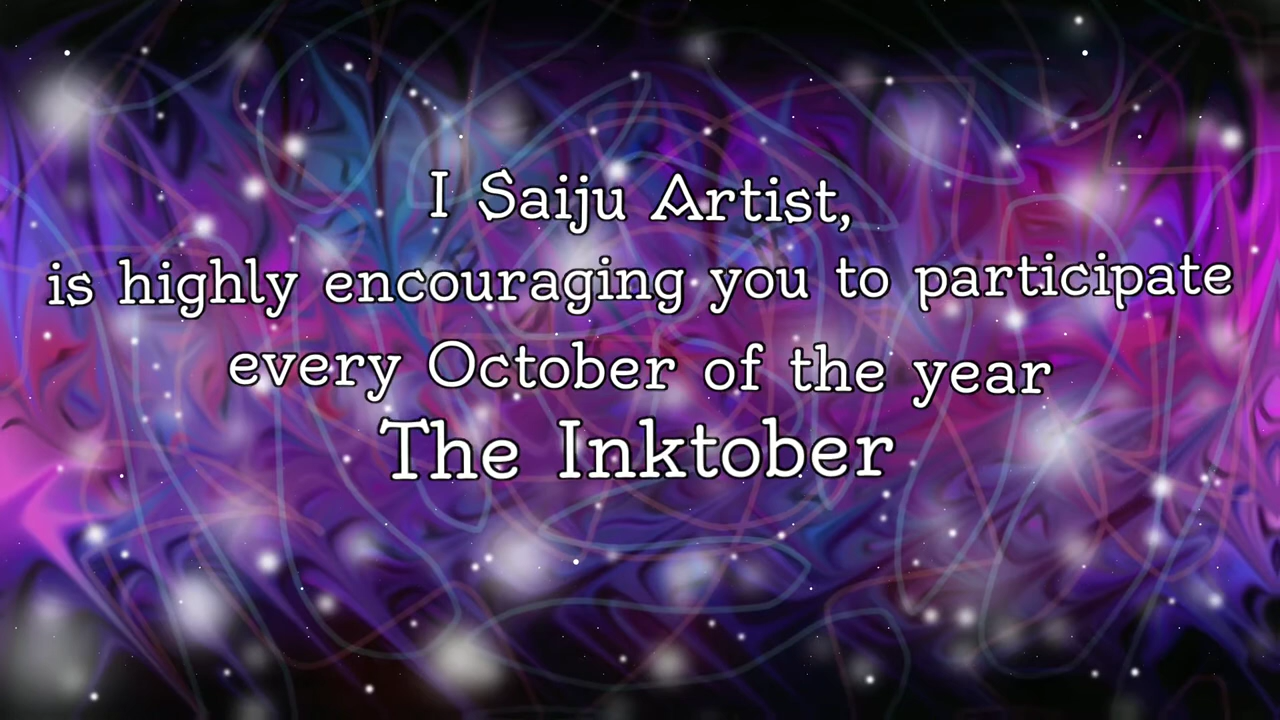 I Saiju Artist,
is highly encouraging you to participate
every October of the year
The Inktober